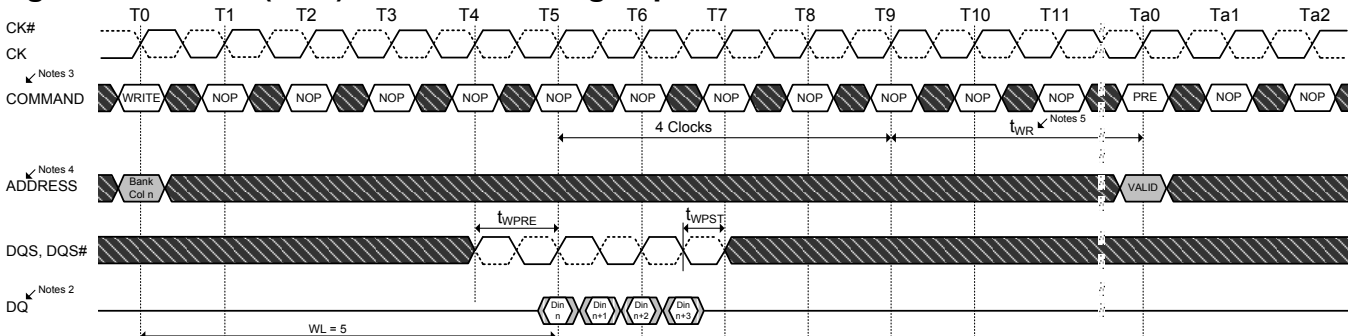 T0 T1 T2 T3 T4 T5 T6 T7 T8 T9 T10 T11 Ta0 Ta1 Ta2
CK#
CK
Notes 3
COMMAND WRITE NOP NOP NOP NOP NOP NOP NOP NOP NOP NOP NOP PRE NOP NOP
4 Clocks tWR Notes 5
Notes 4
ADDRESS Bank Col n VALID
tWPRE tWPST
DQS, DQS#
Notes 2
DQ Din n Din n+1 Din n+2 Din n+3
WL = 5